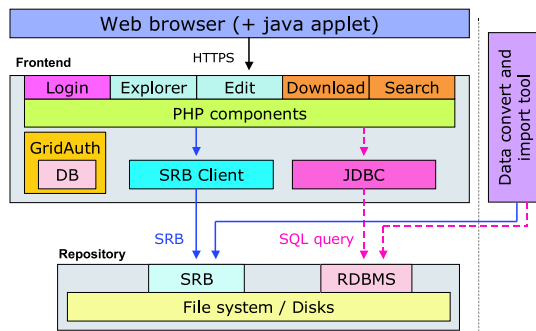 Web browser (+ java applet)
HTTPS
Frontend
Login
Explorer
Edit
Download
Search
PHP components
GridAuth
DB
SRB Client
JDBC
Data convert and
import tool
SRB
SQL query
Repository
SRB
RDBMS
File system / Disks